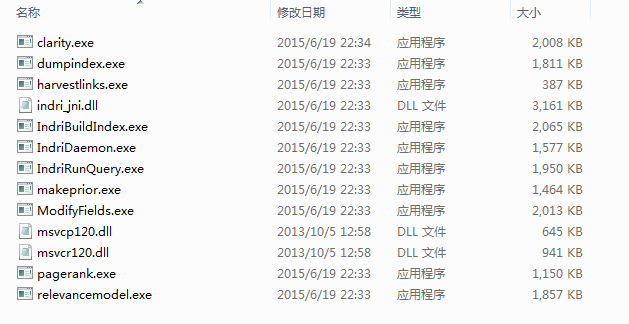 名称 修改日期 类型 大小
clarity.exe 2015/6/19 22:34 应用程序 2,008 KB
dumpindex.exe 2015/6/19 22:33 应用程序 1,811 KB
harvestlinks.exe 2015/6/19 22:33 应用程序 387 KB
indri_jni.dll 2015/6/19 22:33 DLL 文件 3,161 KB
IndriBuildIndex.exe 2015/6/19 22:33 应用程序 2,065 KB
IndriDaemon.exe 2015/6/19 22:33 应用程序 1,577 KB
IndriRunQuery.exe 2015/6/19 22:33 应用程序 1,950 KB
makeprior.exe 2015/6/19 22:33 应用程序 1,464 KB
ModifyFields.exe 2015/6/19 22:33 应用程序 2,013 KB
msvcp120.dll 2013/10/5 12:58 DLL 文件 645 KB
msvcr120.dll 2013/10/5 12:58 DLL 文件 941 KB
pagerank.exe 2015/6/19 22:33 应用程序 1,150 KB
relevancemodel.exe 2015/6/19 22:33 应用程序 1,857 KB